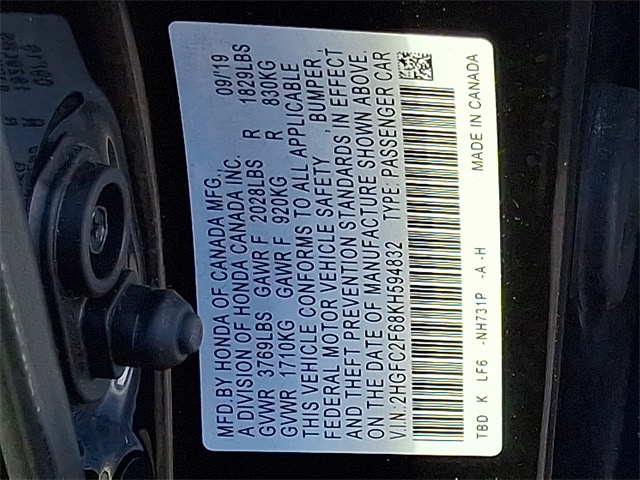 MFD.BY HONDA OF CANADA MFG., 09/19
A DIVISION OF HONDA CANADA INC.
GVWR 3769LBS GAWR F 2028LBS R 1829LBS
GVWR 1710KG GAWR F 920KG R 830KG
THIS VEHICLE CONFORMS TO ALL APPLICABLE
FEDERAL MOTOR VEHICLE SAFETY , BUMPER ,
AND THEFT PREVENTION STANDARDS IN EFFECT
ON THE DATE OF MANUFACTURE SHOWN ABOVE.
V.I.N.:2HGFC2F68KH594832 TYPE: PASSENGER CAR
TBD K LF6 -NH731P -A -H MADE IN CANADA